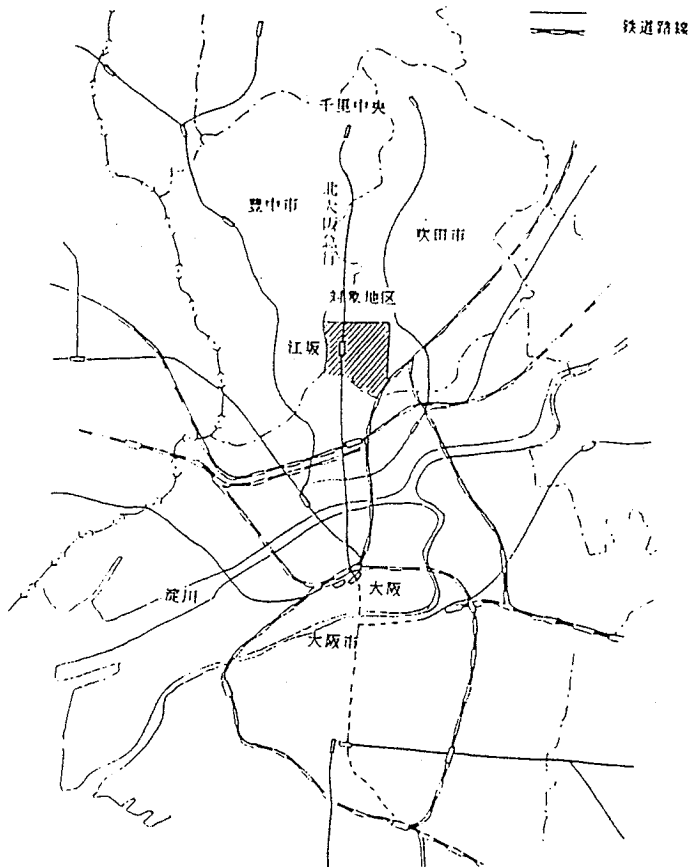 鉄道路線
千里中央
豊中市
北大阪急行
吹田市
対象地区
江坂
淀川
大阪
大阪市